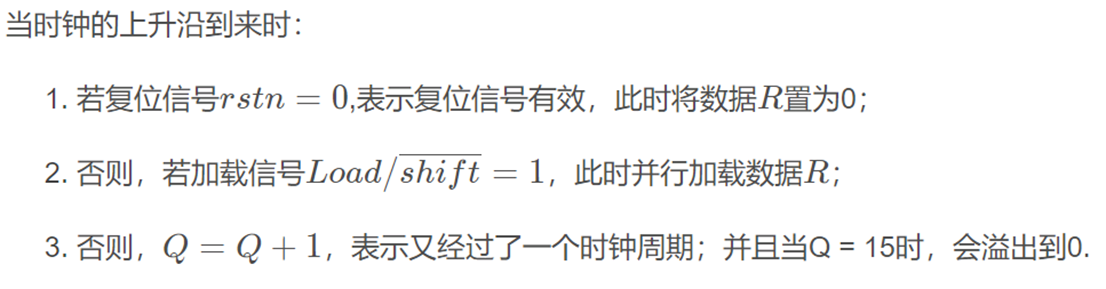 当时钟的上升沿到来时：
1. 若复位信号$rstn = 0$,表示复位信号有效，此时将数据$R$置为0；
2. 否则，若加载信号$Load/\overline{shift} = 1$，此时并行加载数据$R$；
3. 否则，$Q = Q + 1$，表示又经过了一个时钟周期；并且当Q = 15时，会溢出到0.